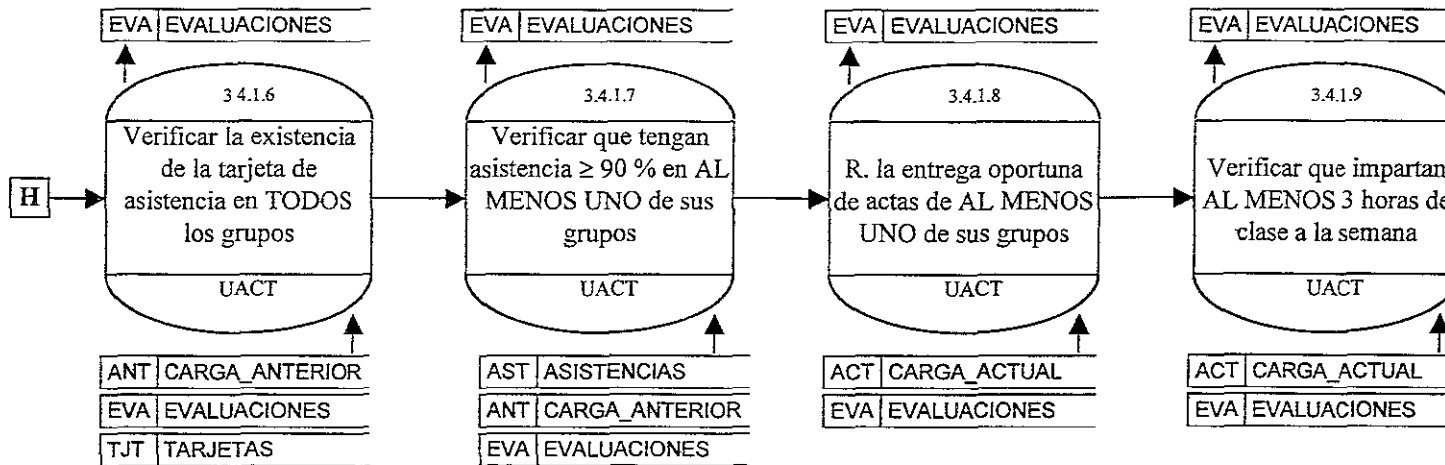 EVA EVALUACIONES
EVA EVALUACIONES
EVA EVALUACIONES
EVA EVALUACIONES
H
3 4.1.6
Verificar la existencia
de la tarjeta de
asistencia en TODOS
los grupos
UACT
3.4.1.7
Verificar que tengan
asistencia ≥ 90 % en AL
MENOS UNO de sus
grupos
UACT
3.4.1.8
R. la entrega oportuna
de actas de AL MENOS
UNO de sus grupos
UACT
3.4.1.9
Verificar que impartan
AL MENOS 3 horas de
clase a la semana
UACT
ANT CARGA_ANTERIOR
EVA EVALUACIONES
TJT TARJETAS
AST ASISTENCIAS
ANT CARGA_ANTERIOR
EVA EVALUACIONES
ACT CARGA_ACTUAL
EVA EVALUACIONES
ACT CARGA_ACTUAL
EVA EVALUACIONES